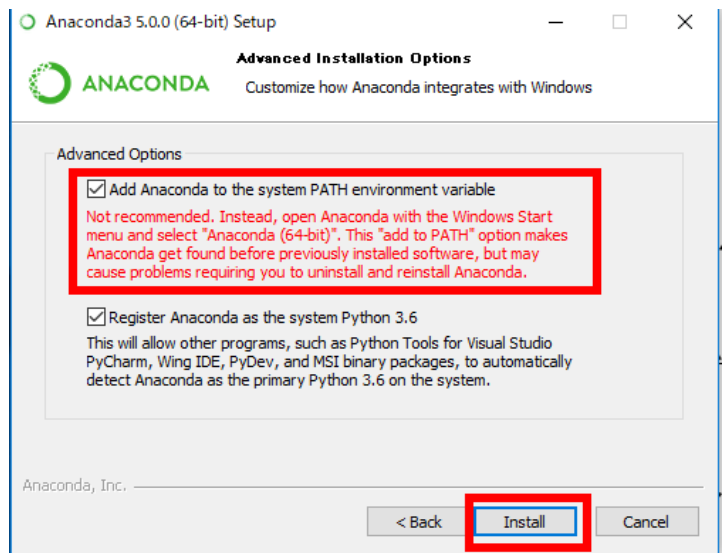 Anaconda3 5.0.0 (64-bit) Setup
ANACONDA
Advanced Installation Options
Customize how Anaconda integrates with Windows
Advanced Options
Add Anaconda to the system PATH environment variable
Not recommended. Instead, open Anaconda with the Windows Start
menu and select "Anaconda (64-bit)". This "add to PATH" option makes
Anaconda get found before previously installed software, but may
cause problems requiring you to uninstall and reinstall Anaconda.
Register Anaconda as the system Python 3.6
This will allow other programs, such as Python Tools for Visual Studio
PyCharm, Wing IDE, PyDev, and MSI binary packages, to automatically
detect Anaconda as the primary Python 3.6 on the system.
Anaconda, Inc.
< Back
Install
Cancel